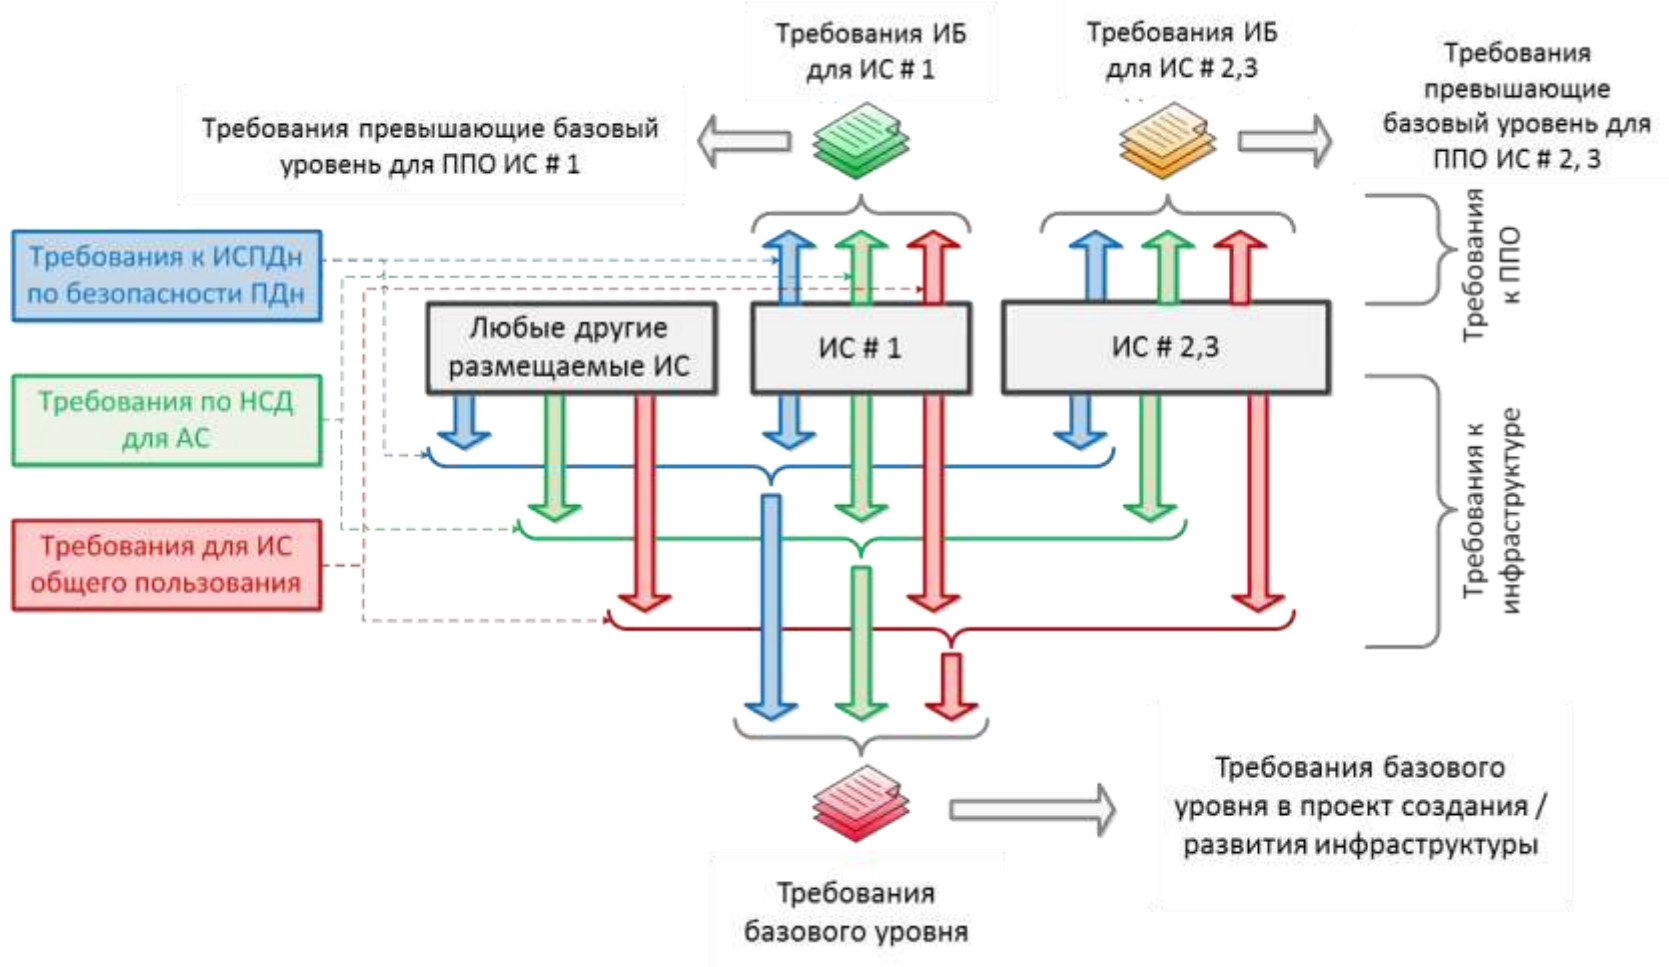 Требования ИБ
для ИС # 1
Требования ИБ
для ИС # 2,3
Требования
превышающие
базовый уровень для
ППО ИС # 2, 3
Требования превышающие базовый
уровень для ППО ИС # 1
Требования
к ППО
Требования к ИСПДн
по безопасности ПДн
Любые другие
размещаемые ИС
ИС # 1
ИС # 2,3
Требования по НСД
для АС
Требования к
инфраструктуре
Требования для ИС
общего пользования
Требования базового
уровня в проект создания /
развития инфраструктуры
Требования
базового уровня